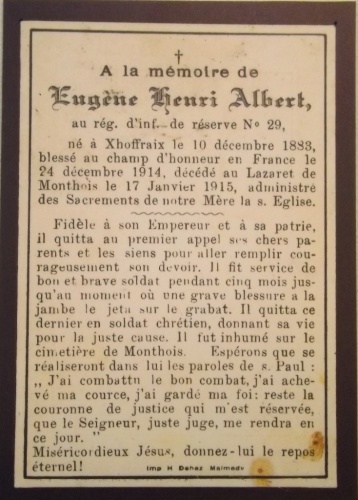 †
A la mémoire de
Eugène Henri Albert,
au rég. d'inf. de réserve No 29,
né à Xhoffraix le 10 décembre 1883,
blessé au champ d'honneur en France le
24 décembre 1914, décédé au Lazaret de
Monthois le 17 Janvier 1915, administré
des Sacrements de notre Mère la s. Eglise.
Fidèle à son Empereur et à sa patrie,
il quitta au premier appel ses chers pa-
rents et les siens pour aller remplir cou-
rageusement son devoir. Il fit service de
bon et brave soldat pendant cinq mois jus-
qu'au moment où une grave blessure a la
jambe le jeta sur le grabat. Il quitta ce
dernier en soldat chrétien, donnant sa vie
pour la juste cause. Il fut inhumé sur le
cimetière de Monthois. Espérons que se
réaliseront dans lui les paroles de s. Paul :
„ J'ai combattu le bon combat, j'ai ache-
vé ma cource, j'ai gardé ma foi: reste la
couronne de justice qui m'est réservée,
que le Seigneur, juste juge, me rendra en
ce jour. "
Miséricordieux Jésus, donnez-lui le repos
éternel!
Imp H Dehez Malmedy